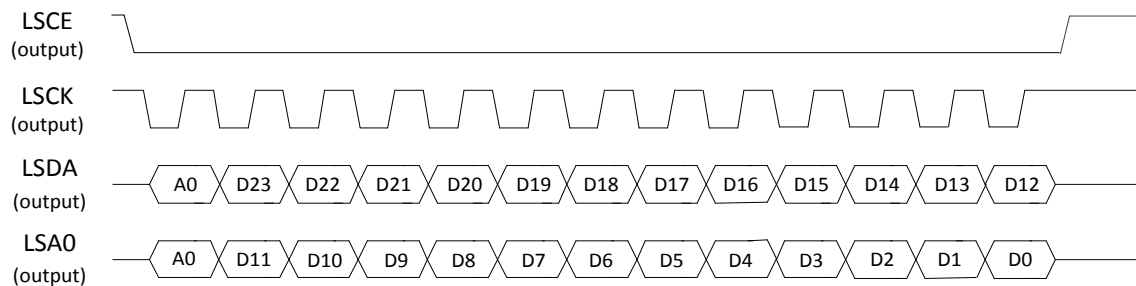 LSCE
(output)
LSCK
(output)
LSDA
(output)
A0 D23 D22 D21 D20 D19 D18 D17 D16 D15 D14 D13 D12
LSA0
(output)
A0 D11 D10 D9 D8 D7 D6 D5 D4 D3 D2 D1 D0